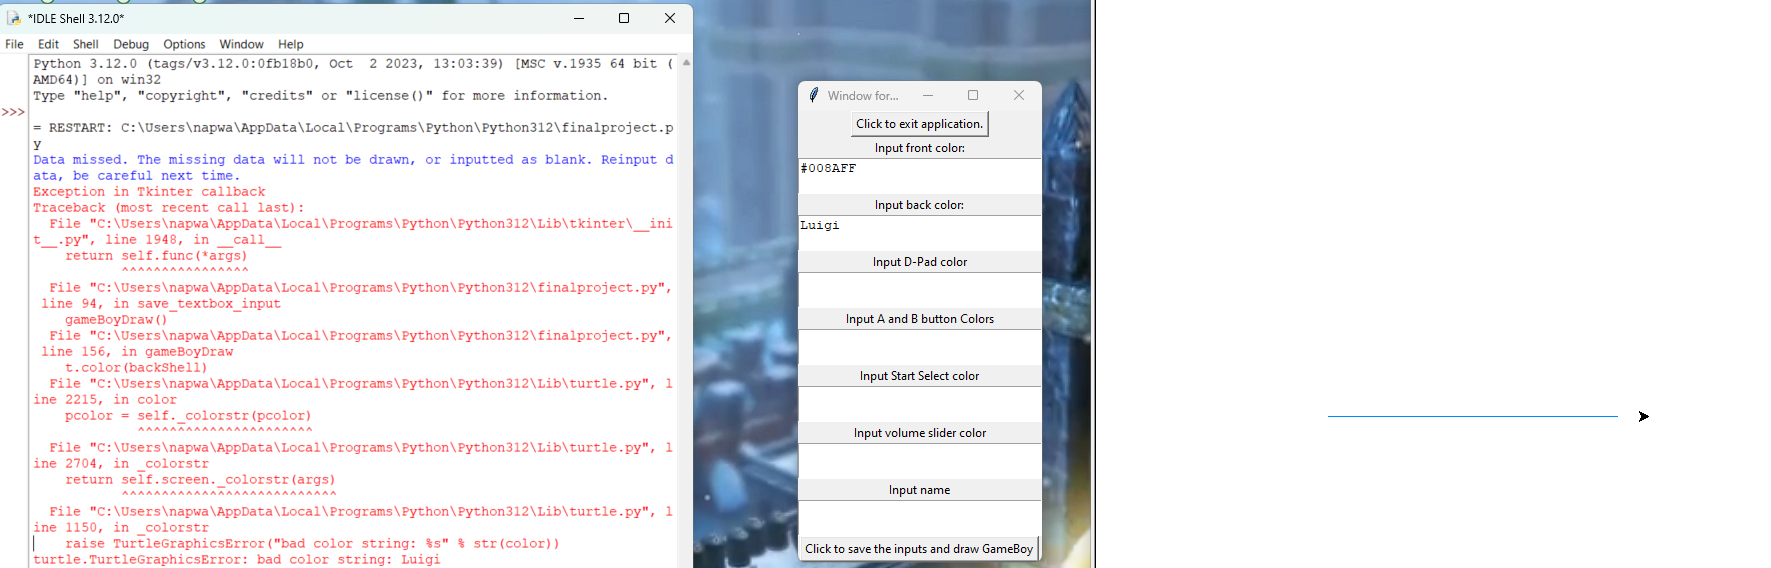 *IDLE Shell 3.12.0*
File Edit Shell Debug Options Window Help
Python 3.12.0 (tags/v3.12.0:0fb18b0, Oct  2 2023, 13:03:39) [MSC v.1935 64 bit (
AMD64)] on win32
Type "help", "copyright", "credits" or "license()" for more information.
>>>
= RESTART: C:\Users\napwa\AppData\Local\Programs\Python\Python312\finalproject.p
y
Data missed. The missing data will not be drawn, or inputted as blank. Reinput d
ata, be careful next time.
Exception in Tkinter callback
Traceback (most recent call last):
  File "C:\Users\napwa\AppData\Local\Programs\Python\Python312\Lib\tkinter\__ini
t__.py", line 1948, in __call__
    return self.func(*args)
           ^^^^^^^^^^^^^^^^
  File "C:\Users\napwa\AppData\Local\Programs\Python\Python312\finalproject.py",
 line 94, in save_textbox_input
    gameBoyDraw()
  File "C:\Users\napwa\AppData\Local\Programs\Python\Python312\finalproject.py",
 line 156, in gameBoyDraw
    t.color(backShell)
  File "C:\Users\napwa\AppData\Local\Programs\Python\Python312\Lib\turtle.py", l
ine 2215, in color
    pcolor = self._colorstr(pcolor)
             ^^^^^^^^^^^^^^^^^^^^^^
  File "C:\Users\napwa\AppData\Local\Programs\Python\Python312\Lib\turtle.py", l
ine 2704, in _colorstr
    return self.screen._colorstr(args)
           ^^^^^^^^^^^^^^^^^^^^^^^^^^^
  File "C:\Users\napwa\AppData\Local\Programs\Python\Python312\Lib\turtle.py", l
ine 1150, in _colorstr
    raise TurtleGraphicsError("bad color string: %s" % str(color))
turtle.TurtleGraphicsError: bad color string: Luigi
Window for...
Click to exit application.
Input front color:
#008AFF
Input back color:
Luigi
Input D-Pad color
Input A and B button Colors
Input Start Select color
Input volume slider color
Input name
Click to save the inputs and draw GameBoy